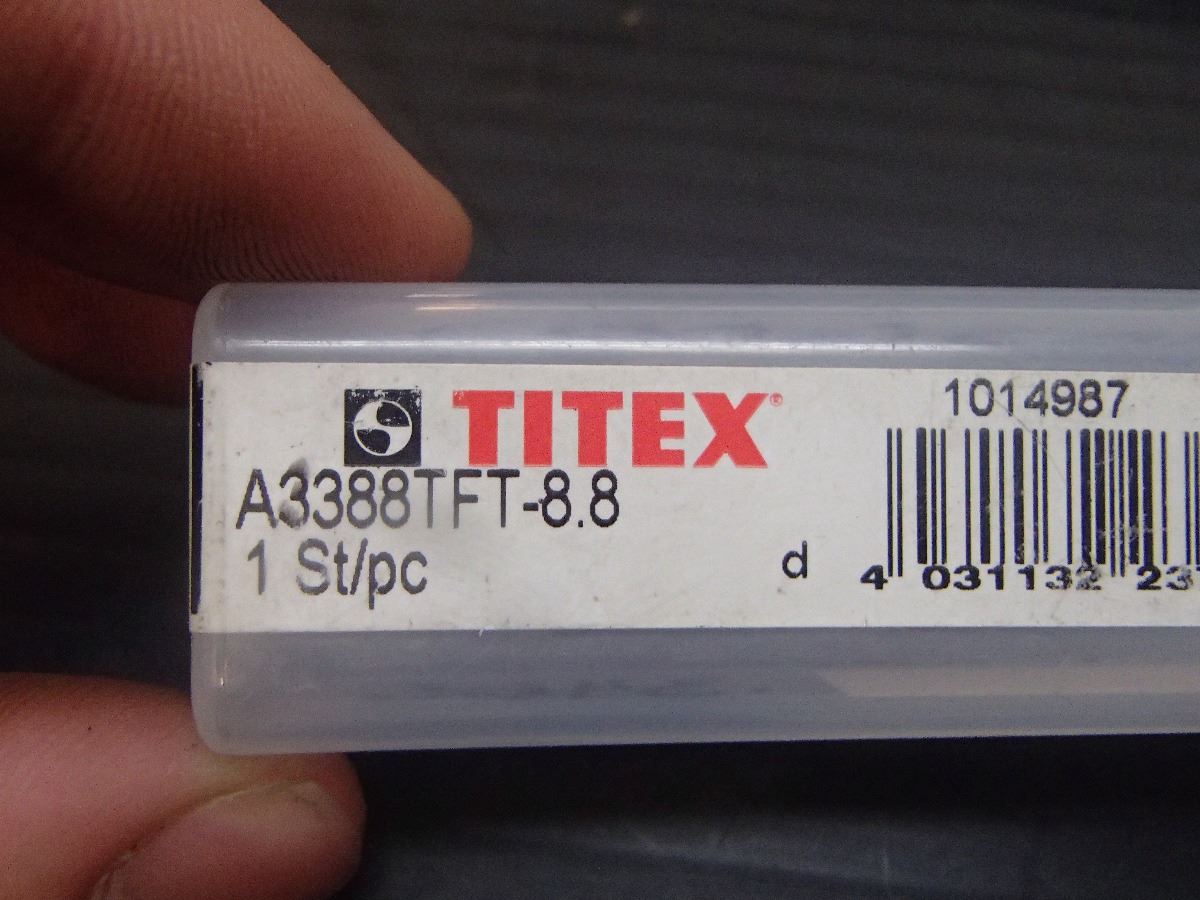 TITEX®
A3388TFT-8.8
1 St/pc
d
1014987
4 031132 23